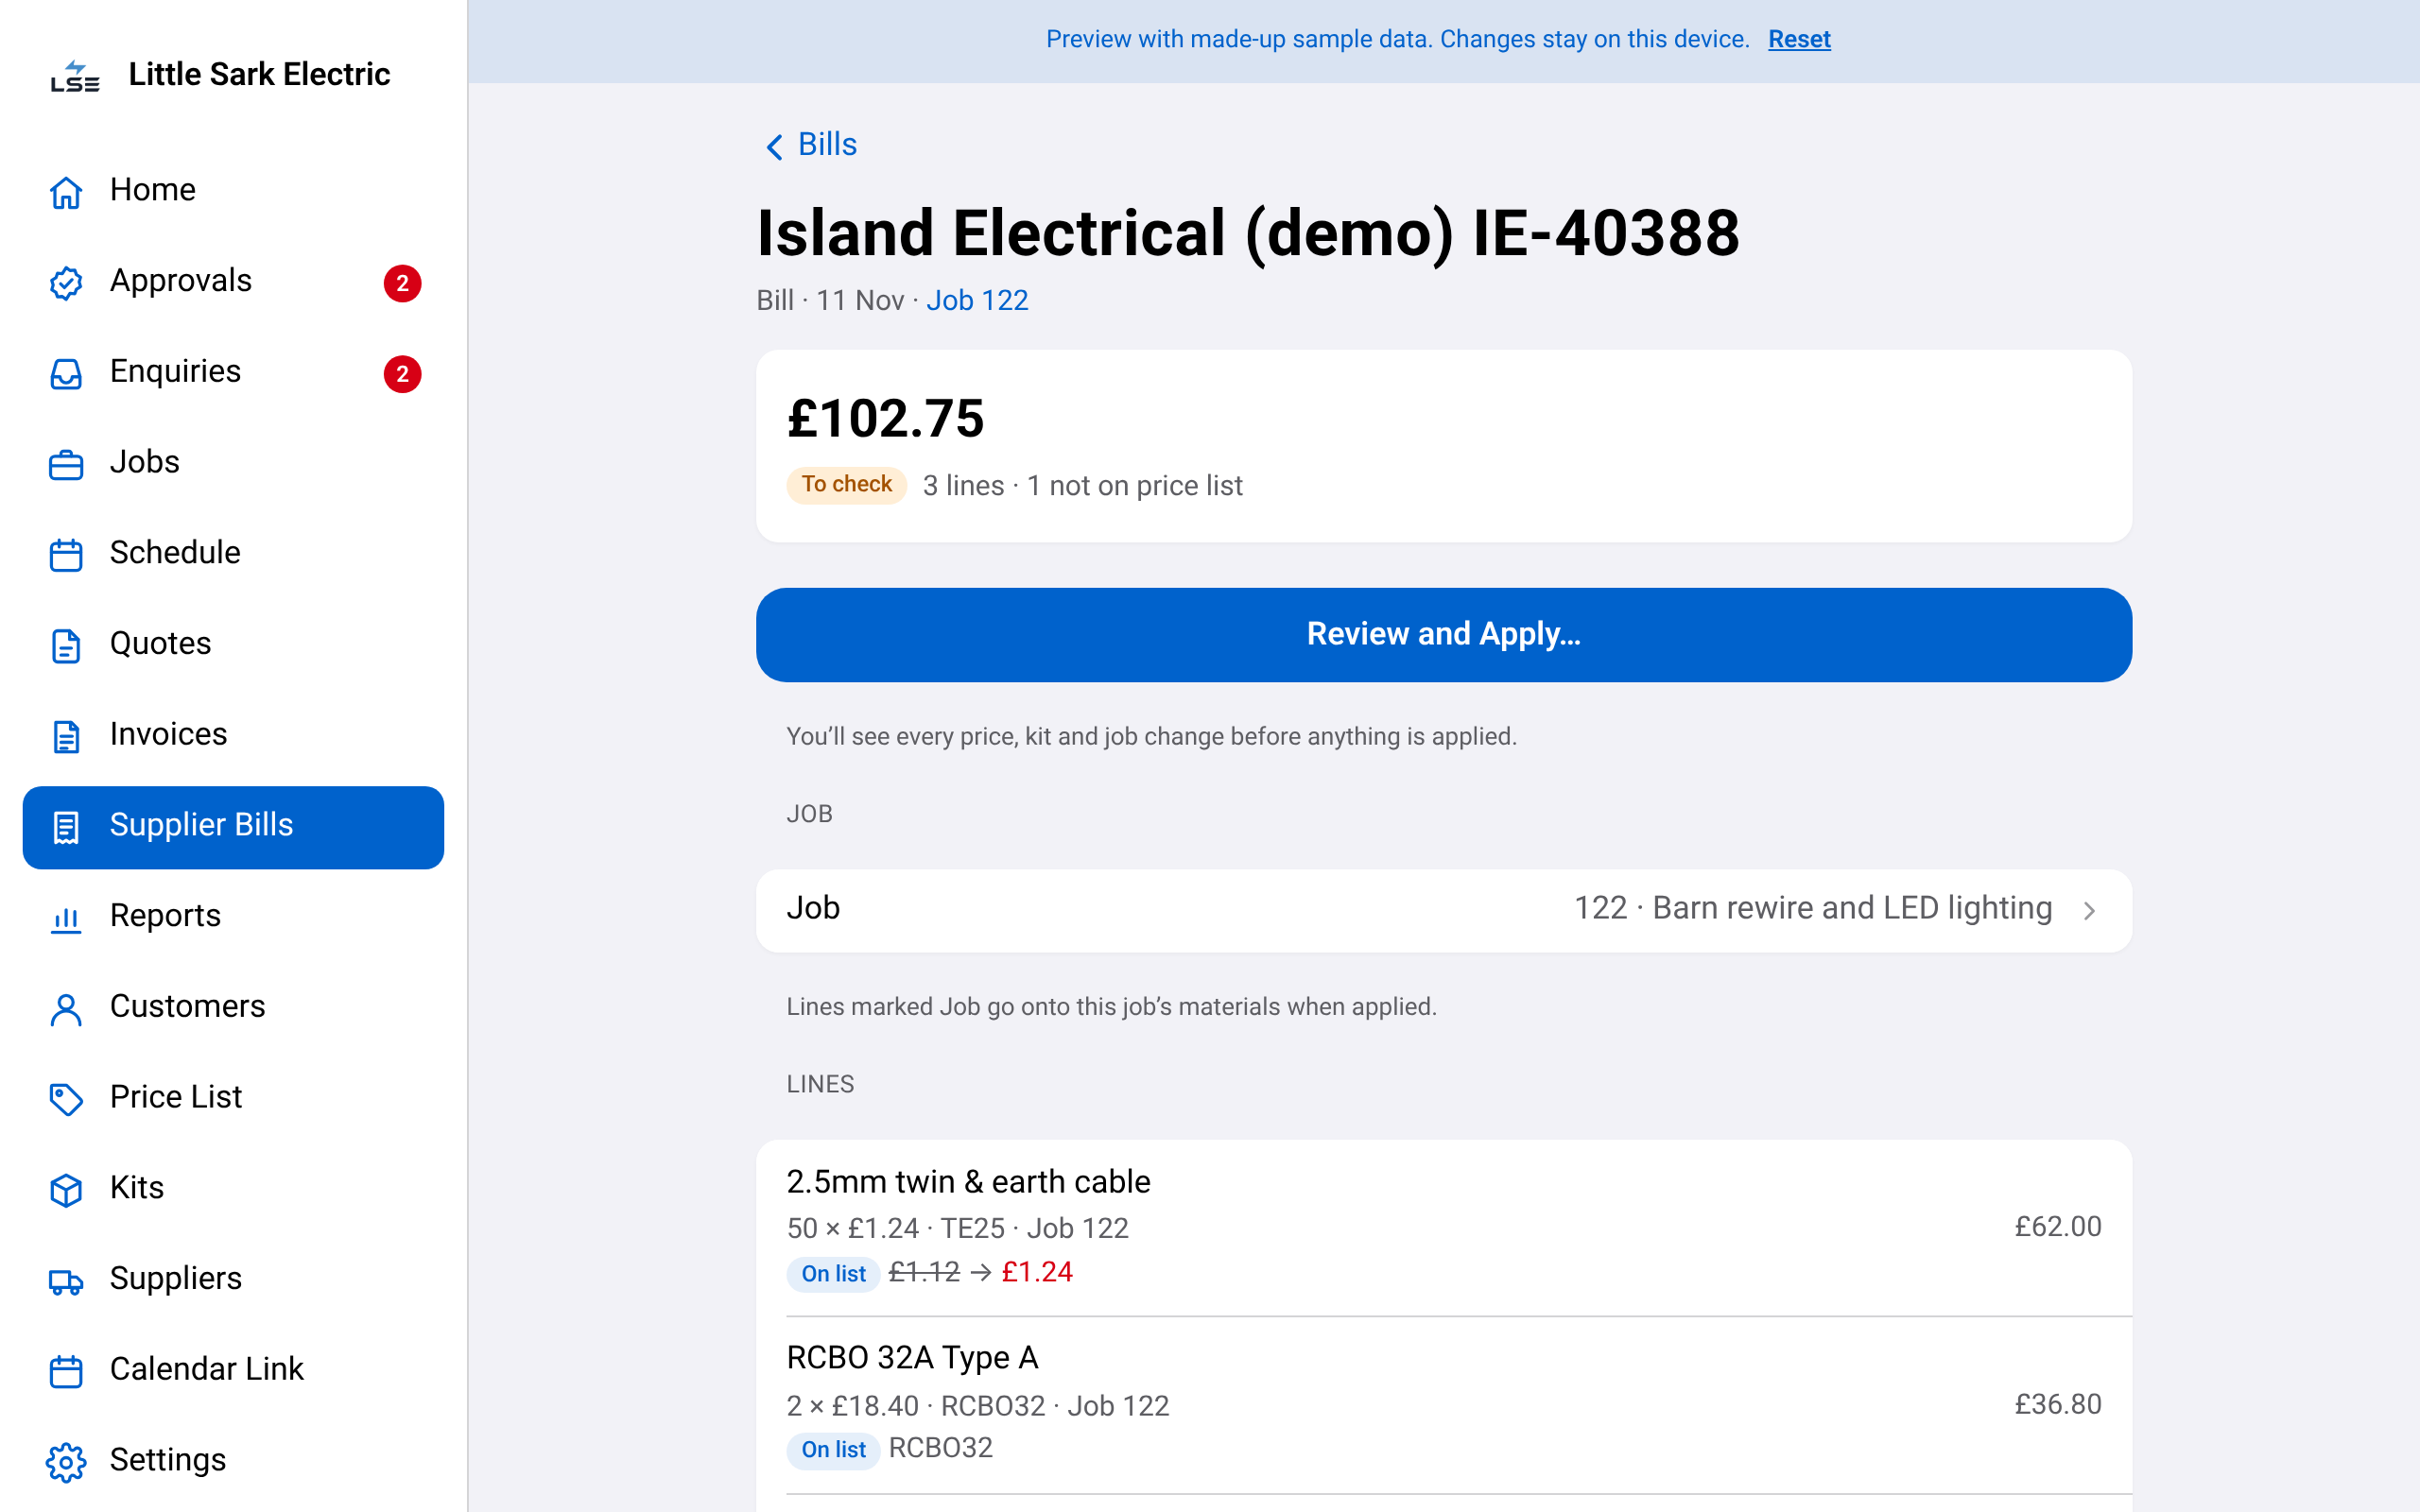 LSE Little Sark Electric
Home
Approvals 2
Enquiries 2
Jobs
Schedule
Quotes
Invoices
Supplier Bills
Reports
Customers
Price List
Kits
Suppliers
Calendar Link
Settings
Preview with made-up sample data. Changes stay on this device. Reset
Bills
Island Electrical (demo) IE-40388
Bill · 11 Nov · Job 122
£102.75
To check 3 lines · 1 not on price list
Review and Apply…
You’ll see every price, kit and job change before anything is applied.
JOB
Job 122 · Barn rewire and LED lighting
Lines marked Job go onto this job’s materials when applied.
LINES
2.5mm twin & earth cable
50 × £1.24 · TE25 · Job 122 £62.00
On list £1.12 → £1.24
RCBO 32A Type A
2 × £18.40 · RCBO32 · Job 122 £36.80
On list RCBO32